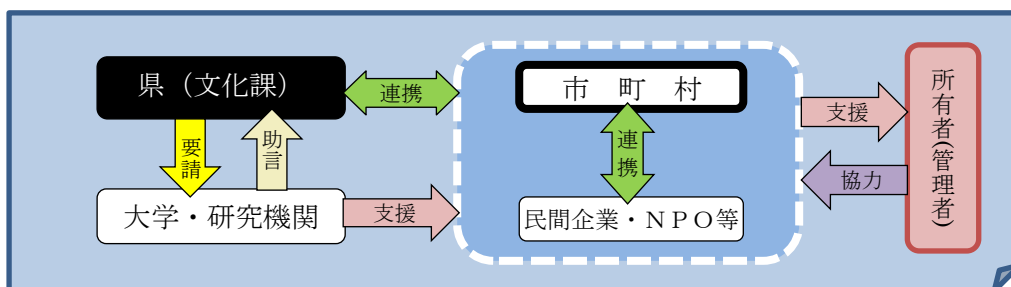 県（文化課）
連携
市　町　村
支援
所有者(管理者)
要請
助言
連携
協力
大学・研究機関
支援
民間企業・ＮＰＯ等